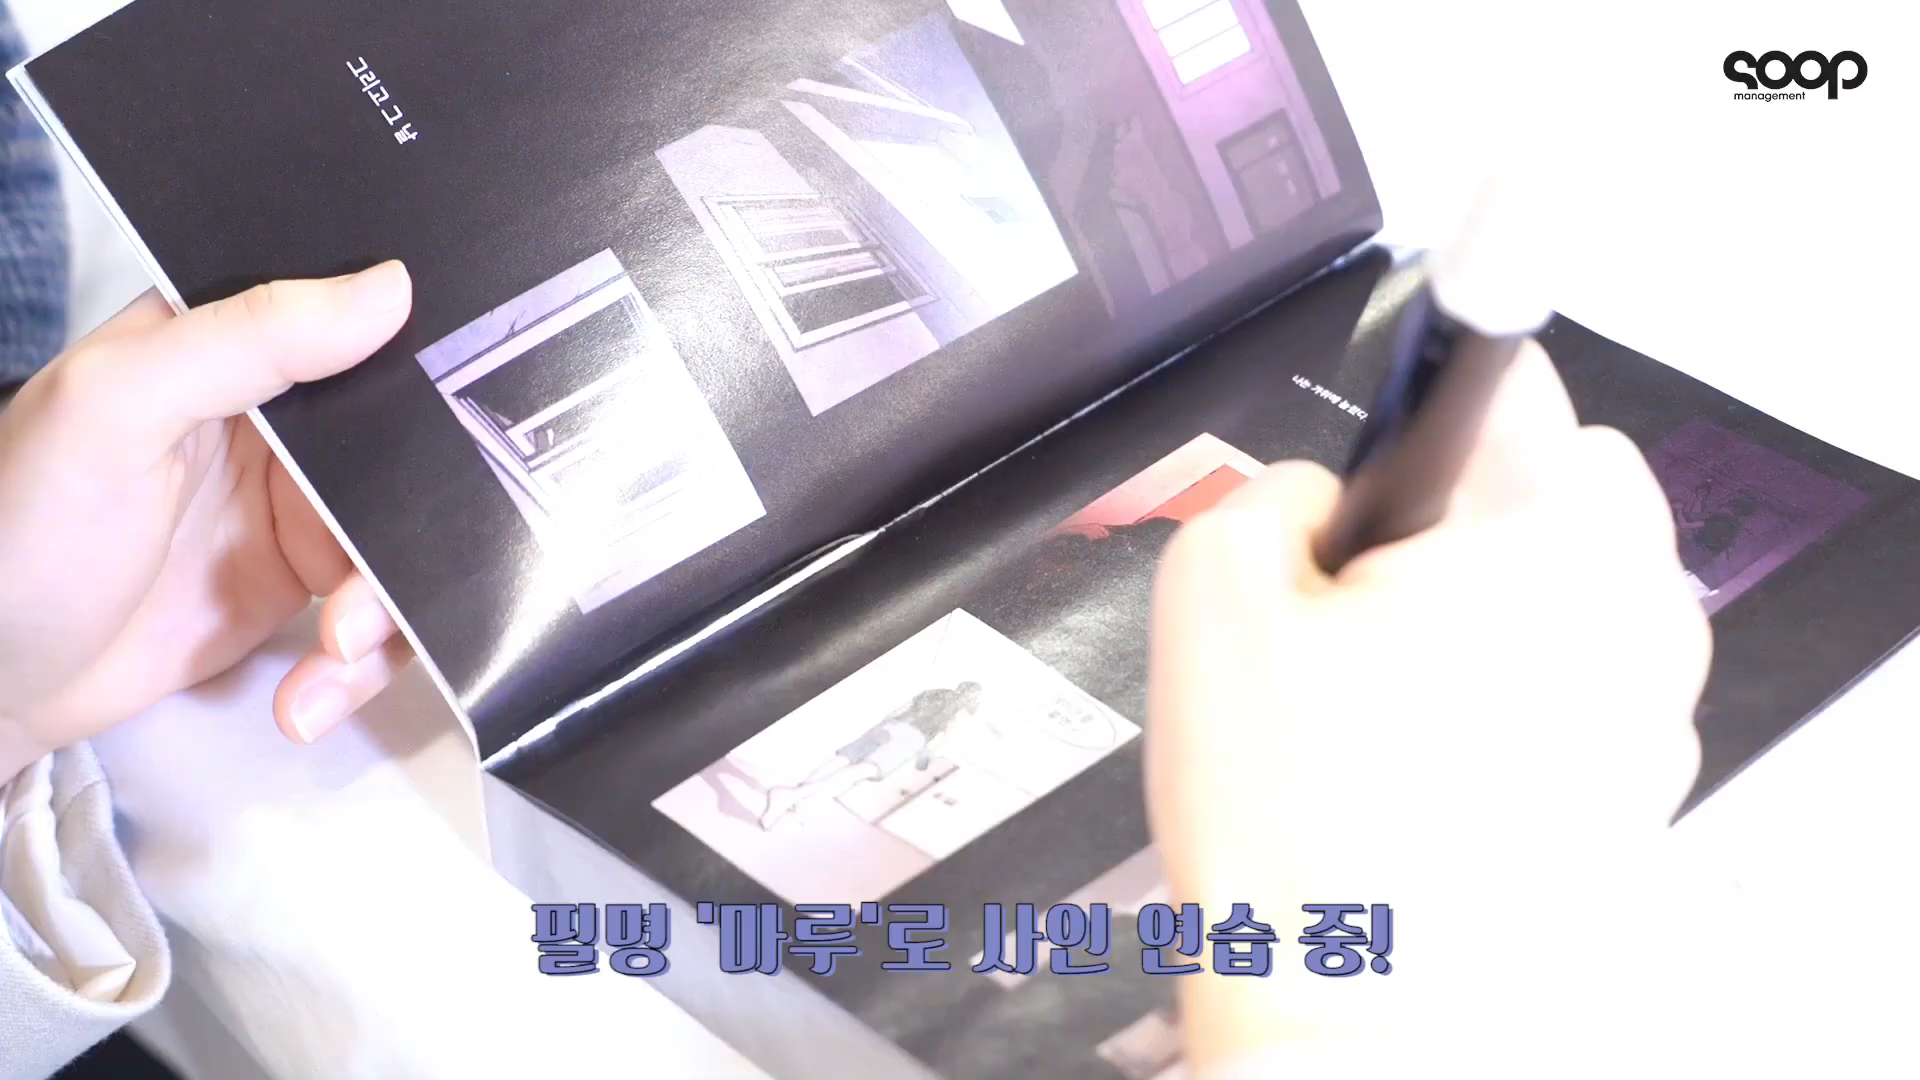 soop
management
그리고 그 날
필명 '마루'로 사인 연습 중!